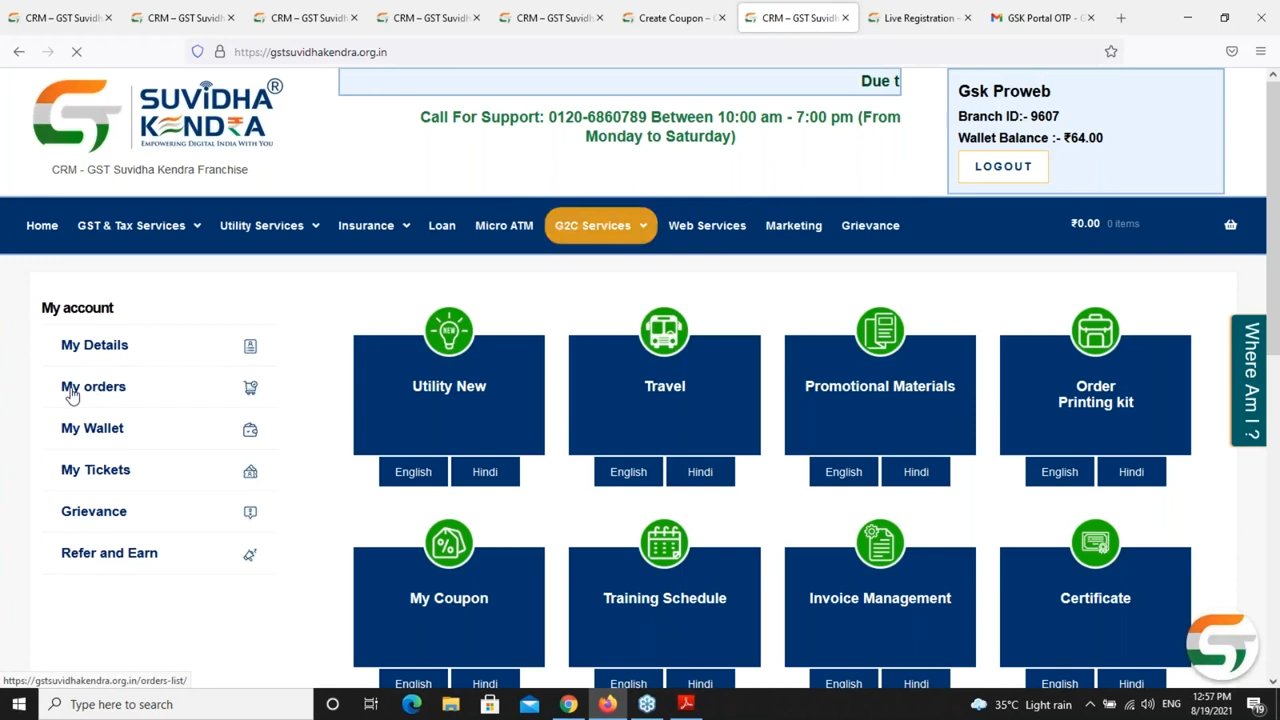 CRM – GST Suvidh
CRM – GST Suvidh
CRM – GST Suvidh
CRM – GST Suvidh
CRM – GST Suvidh
Create Coupon –
CRM – GST Suvidh
Live Registration –
GSK Portal OTP -
https://gstsuvidhakendra.org.in
SUVIDHA®
KENDRA
EMPOWERING DIGITAL INDIA WITH YOU
CRM - GST Suvidha Kendra Franchise
Due t
Call For Support: 0120-6860789 Between 10:00 am - 7:00 pm (From
Monday to Saturday)
Gsk Proweb
Branch ID:- 9607
Wallet Balance :- ₹64.00
LOGOUT
Home GST & Tax Services Utility Services Insurance Loan Micro ATM G2C Services Web Services Marketing Grievance ₹0.00 0 items
My account
My Details
My orders
My Wallet
My Tickets
Grievance
Refer and Earn
NEW
Utility New
English Hindi
Travel
English Hindi
Promotional Materials
English Hindi
Order
Printing kit
English Hindi
My Coupon
English Hindi
Training Schedule
English Hindi
Invoice Management
English Hindi
Certificate
English Hindi
Where Am I ?
https://gstsuvidhakendra.org.in/orders-list/
Type here to search
35°C Light rain
ENG
12:57 PM
8/19/2021
19